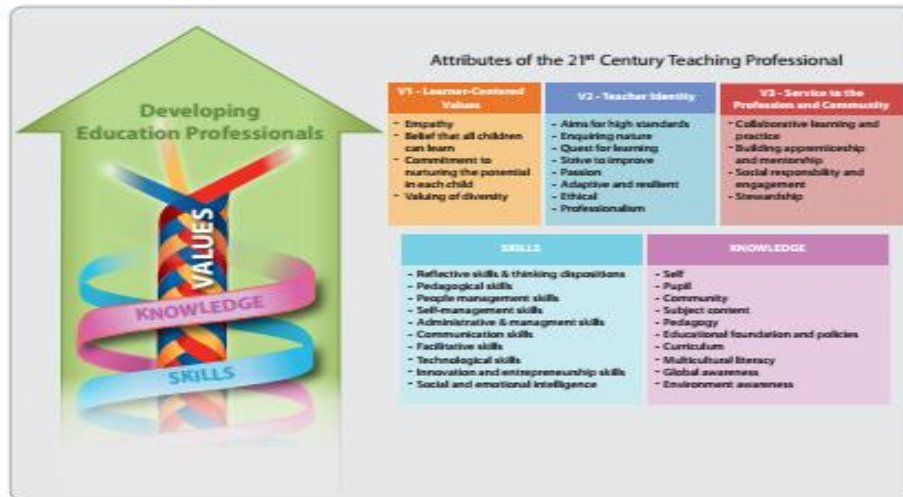 Developing
Education Professionals
VALUES
KNOWLEDGE
SKILLS
Attributes of the 21st Century Teaching Professional
V1 - Learner-Centered
Values
- Empathy
- Belief that all children
can learn
- Commitment to
nurturing the potential
in each child
- Valuing of diversity
V2 - Teacher Identity
- Aims for high standards
- Enquiring nature
- Quest for learning
- Strive to improve
- Passion
- Adaptive and resilient
- Ethical
- Professionalism
V3 - Service to the
Profession and Community
- Collaborative learning and
practice
- Building apprenticeship
and mentorship
- Social responsibility and
engagement
- Stewardship
SKILLS
- Reflective skills & thinking dispositions
- Pedagogical skills
- People management skills
- Self-management skills
- Administrative & managment skills
- Communication skills
- Facilitative skills
- Technological skills
- Innovation and entrepreneurship skills
- Social and emotional intelligence
KNOWLEDGE
- Self
- Pupil
- Community
- Subject content
- Pedagogy
- Educational foundation and policies
- Curriculum
- Multicultural literacy
- Global awareness
- Environment awareness